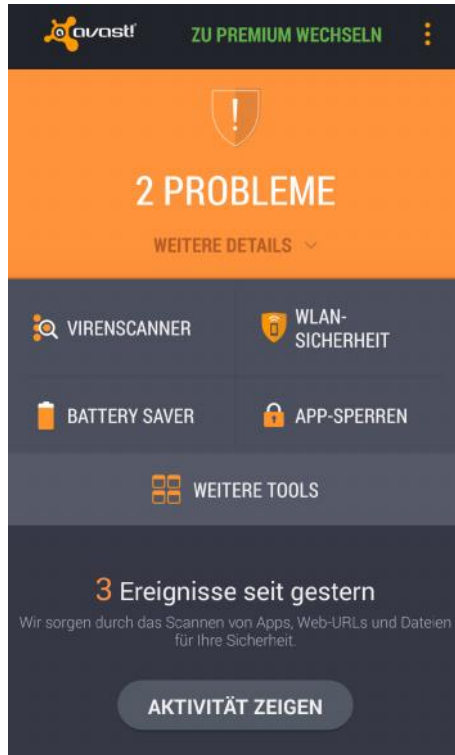 avast!
ZU PREMIUM WECHSELN
2 PROBLEME
WEITERE DETAILS
VIRENSCANNER
WLAN-
SICHERHEIT
BATTERY SAVER
APP-SPERREN
WEITERE TOOLS
3 Ereignisse seit gestern
Wir sorgen durch das Scannen von Apps, Web-URLs und Dateien
für Ihre Sicherheit.
AKTIVITÄT ZEIGEN